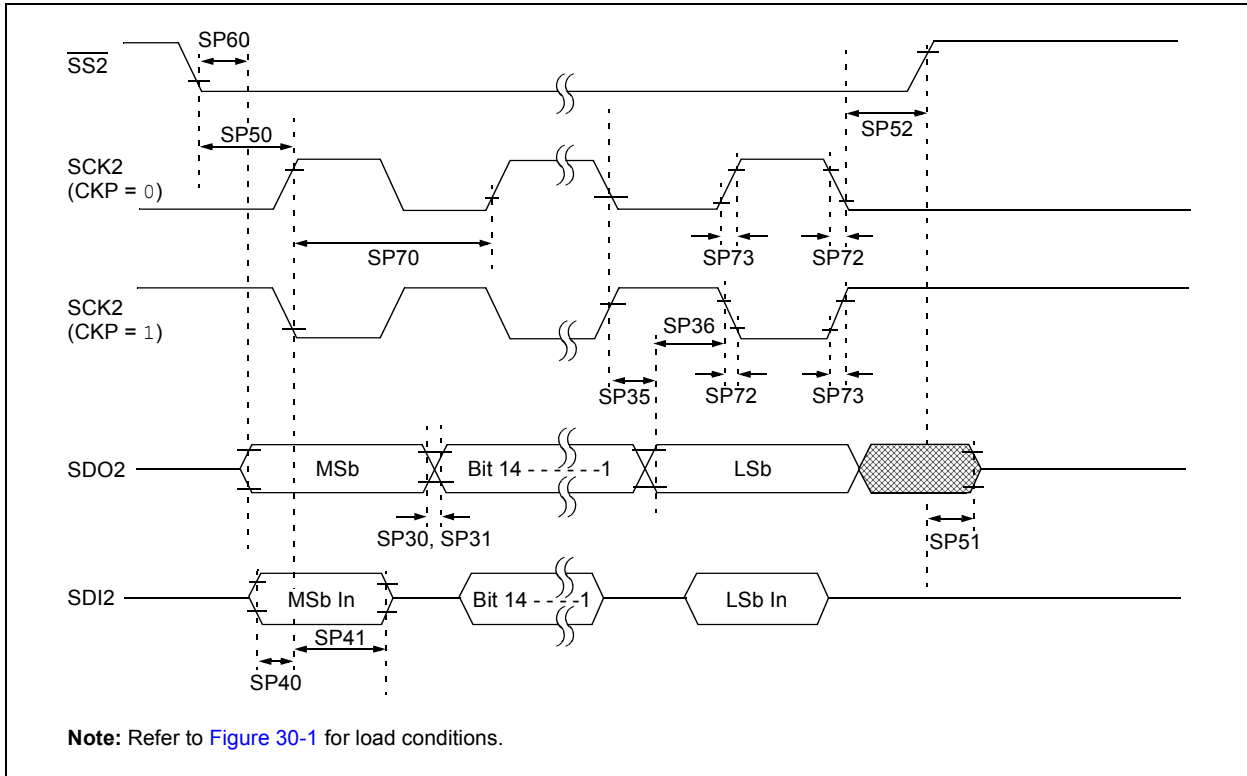 SP60
SS2
SP50
SP52
SCK2
(CKP = 0)
SP70
SP73
SP72
SCK2
(CKP = 1)
SP36
SP35
SP72
SP73
SDO2
MSb
Bit 14 - - - - - -1
LSb
SP30, SP31
SP51
SDI2
MSb In
Bit 14 - - - -1
LSb In
SP41
SP40
Note: Refer to Figure 30-1 for load conditions.